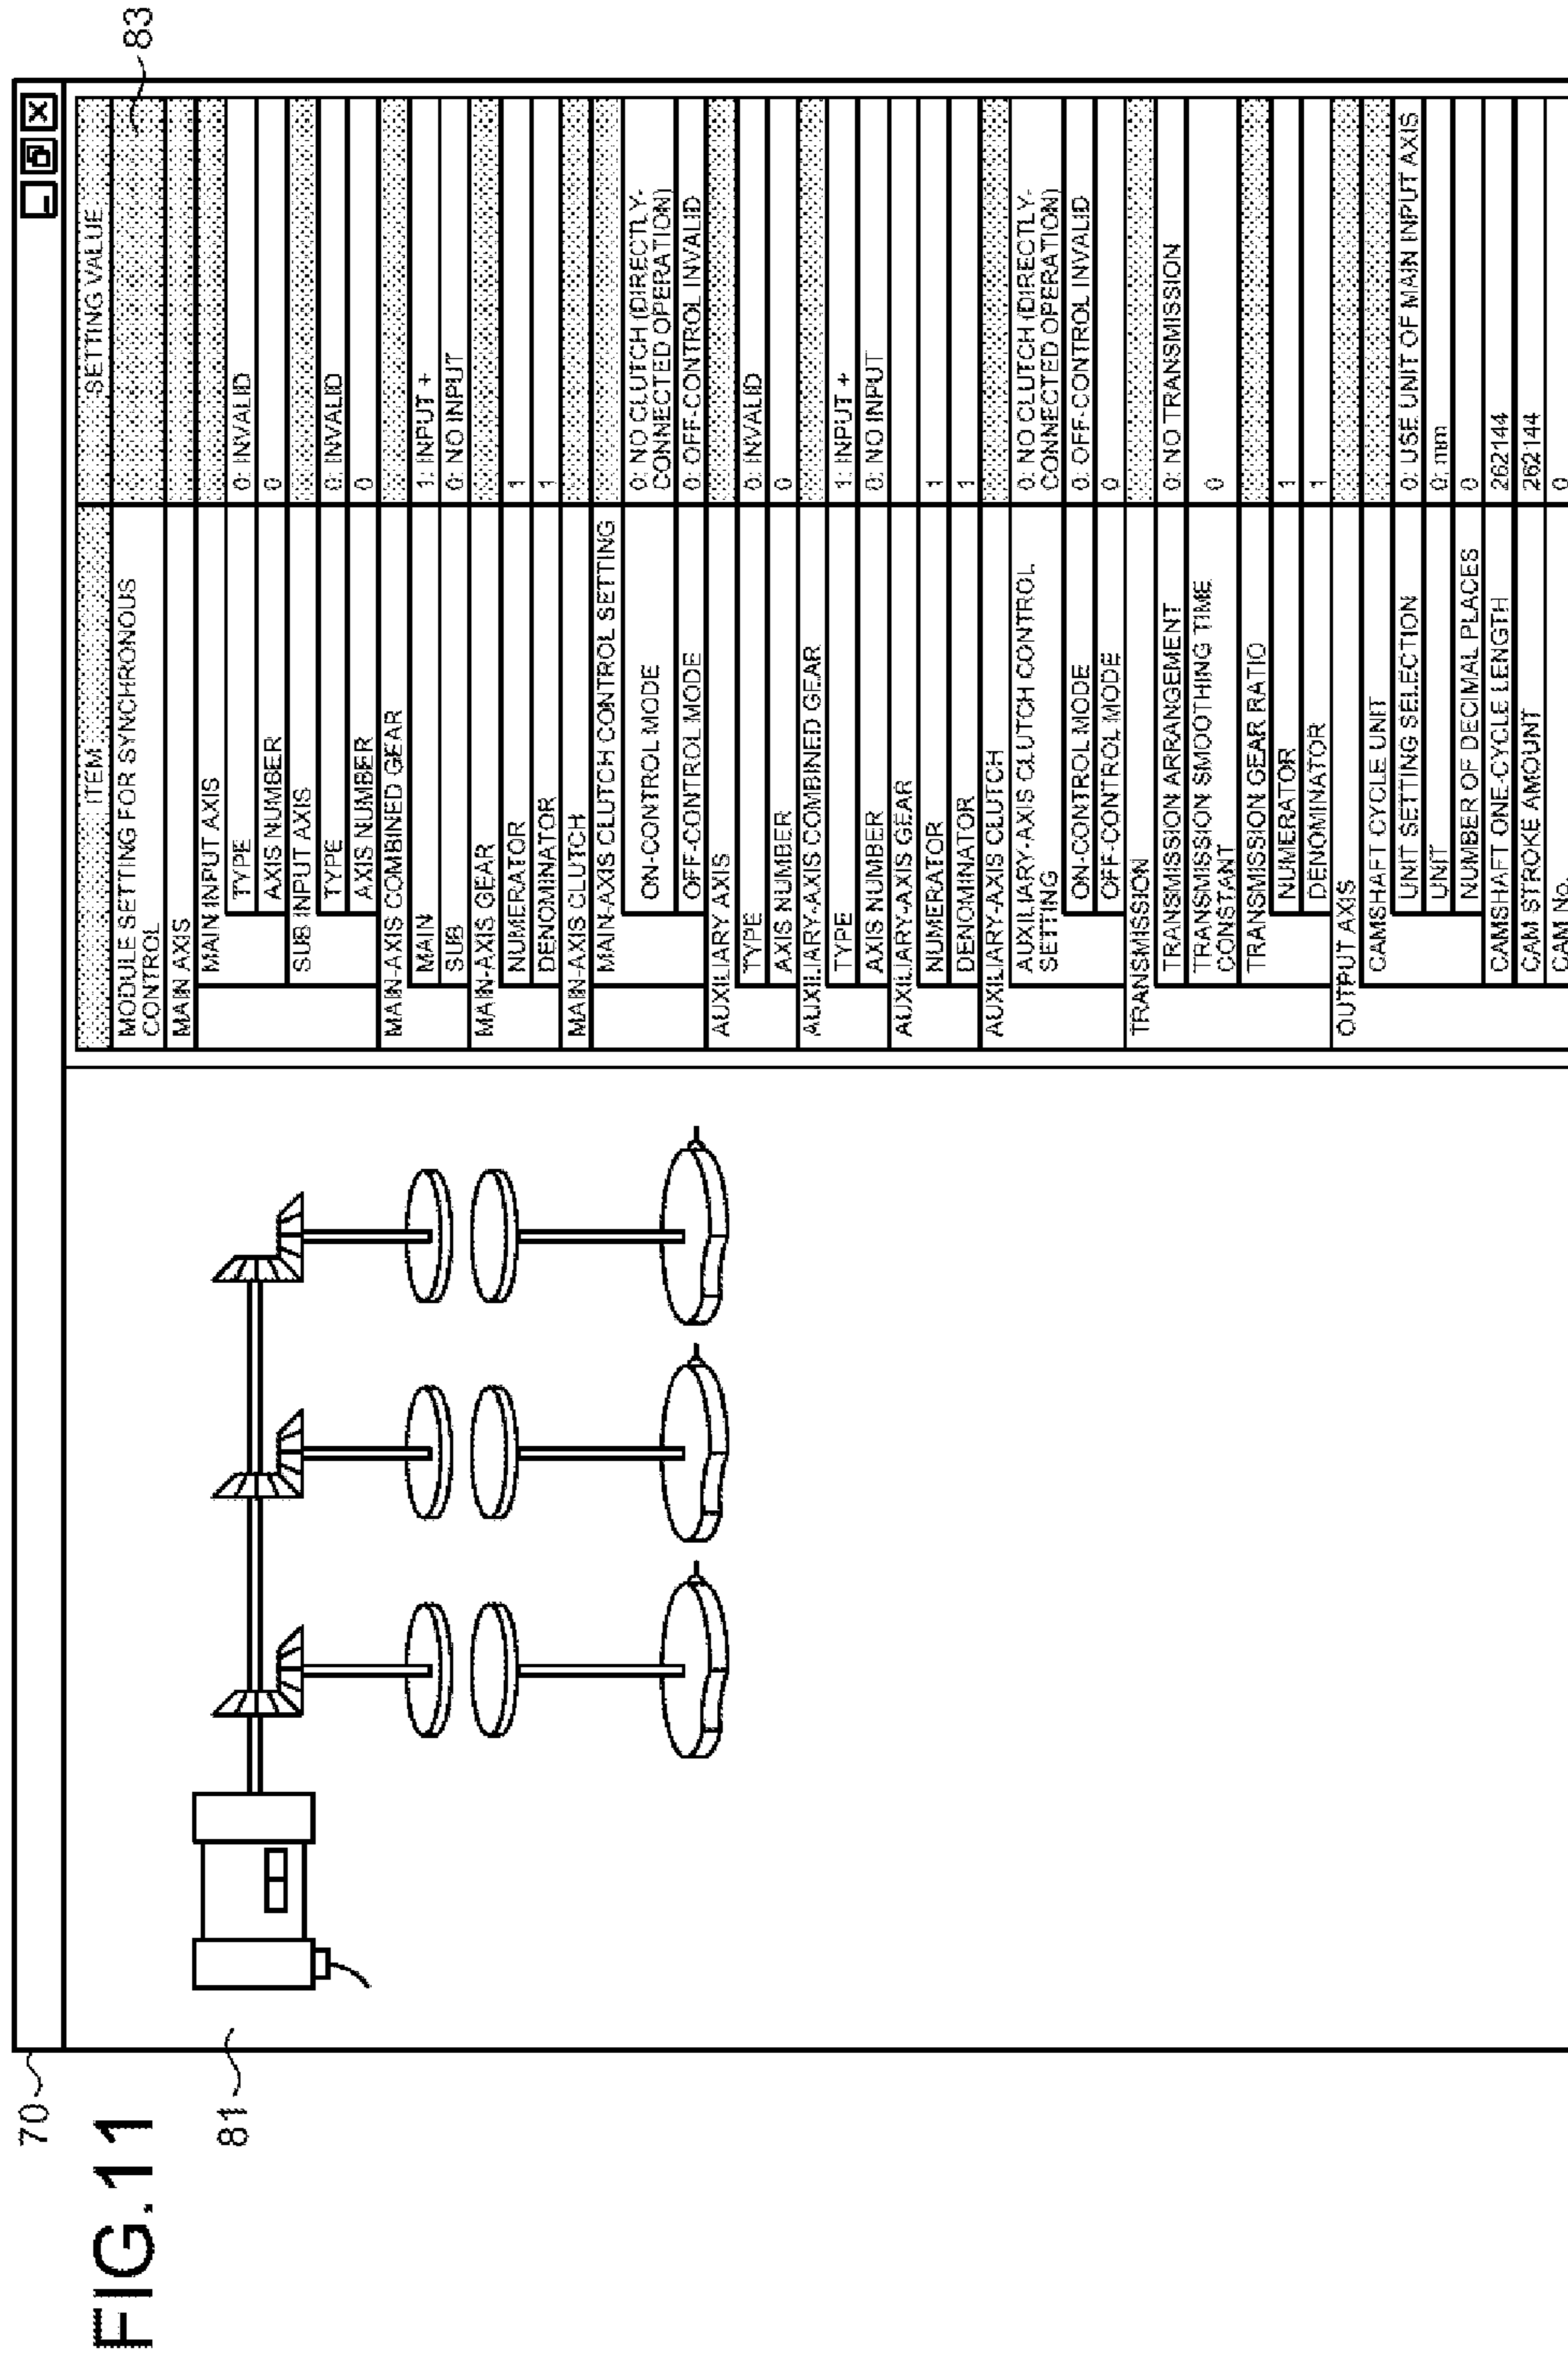 FIG.11
70
81
83
ITEM SETTING VALUE
MODULE SETTING FOR SYNCHRONOUS
CONTROL
MAIN AXIS
MAIN INPUT AXIS
TYPE 0: INVALID
AXIS NUMBER 0
SUB INPUT AXIS
TYPE 0: INVALID
AXIS NUMBER 0
MAIN-AXIS COMBINED GEAR
MAIN 1: INPUT +
SUB 0: NO INPUT
MAIN-AXIS GEAR
NUMERATOR 1
DENOMINATOR 1
MAIN-AXIS CLUTCH
MAIN-AXIS CLUTCH CONTROL SETTING
ON-CONTROL MODE 0: NO CLUTCH (DIRECTLY-
CONNECTED OPERATION)
OFF-CONTROL MODE 0: OFF-CONTROL INVALID
AUXILIARY AXIS
TYPE 0: INVALID
AXIS NUMBER 0
AUXILIARY-AXIS COMBINED GEAR
TYPE 1: INPUT +
AXIS NUMBER 0: NO INPUT
AUXILIARY-AXIS GEAR
NUMERATOR 1
DENOMINATOR 1
AUXILIARY-AXIS CLUTCH
AUXILIARY-AXIS CLUTCH CONTROL
SETTING
0: NO CLUTCH (DIRECTLY-
CONNECTED OPERATION)
ON-CONTROL MODE 0: OFF-CONTROL INVALID
OFF-CONTROL MODE 0
TRANSMISSION
TRANSMISSION ARRANGEMENT 0: NO TRANSMISSION
TRANSMISSION SMOOTHING TIME
CONSTANT
0
TRANSMISSION GEAR RATIO
NUMERATOR 1
DENOMINATOR 1
OUTPUT AXIS
CAMSHAFT CYCLE UNIT
UNIT SETTING SELECTION 0: USE UNIT OF MAIN INPUT AXIS
UNIT 0: mm
NUMBER OF DECIMAL PLACES 0
CAMSHAFT ONE-CYCLE LENGTH 262144
CAM STROKE AMOUNT 262144
CAM No. 0